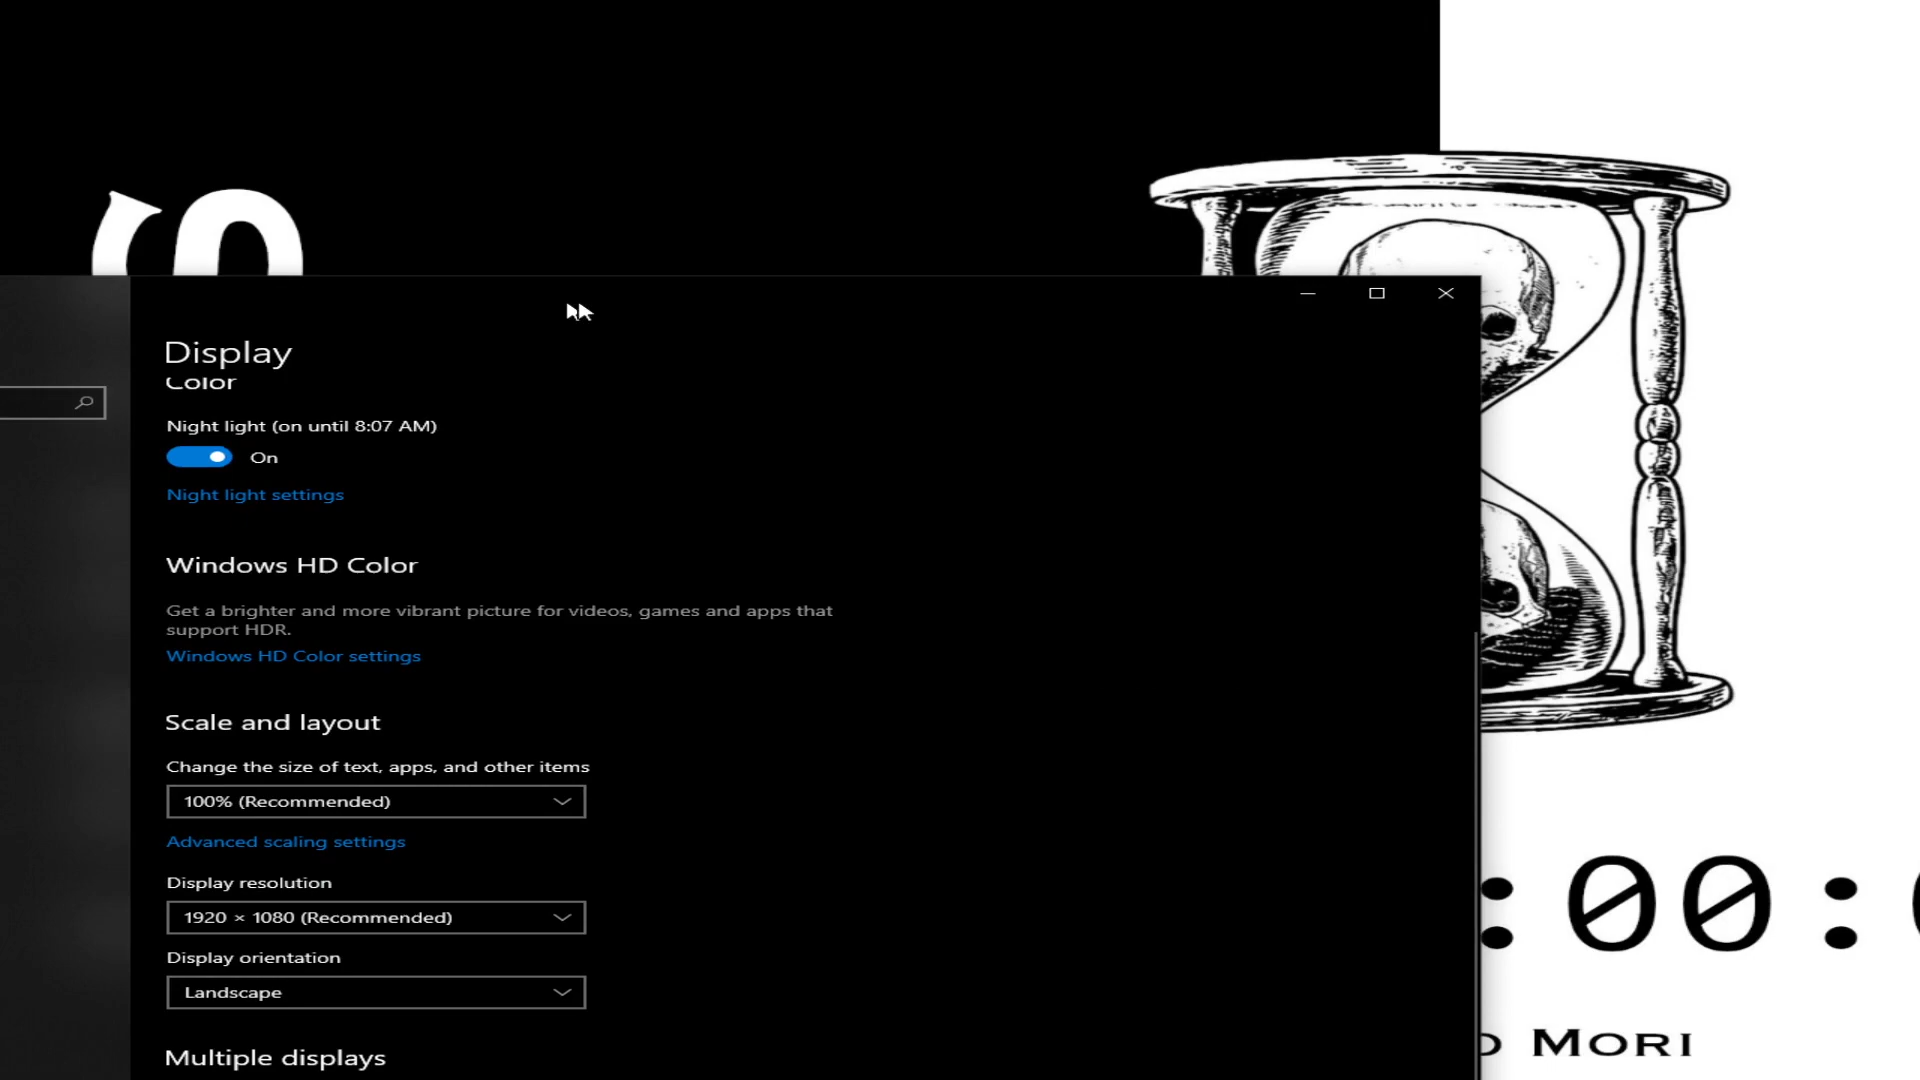 Display
Color
Night light (on until 8:07 AM)
On
Night light settings
Windows HD Color
Get a brighter and more vibrant picture for videos, games and apps that
support HDR.
Windows HD Color settings
Scale and layout
Change the size of text, apps, and other items
100% (Recommended)
Advanced scaling settings
Display resolution
1920 × 1080 (Recommended)
Display orientation
Landscape
Multiple displays
:00:
Mori